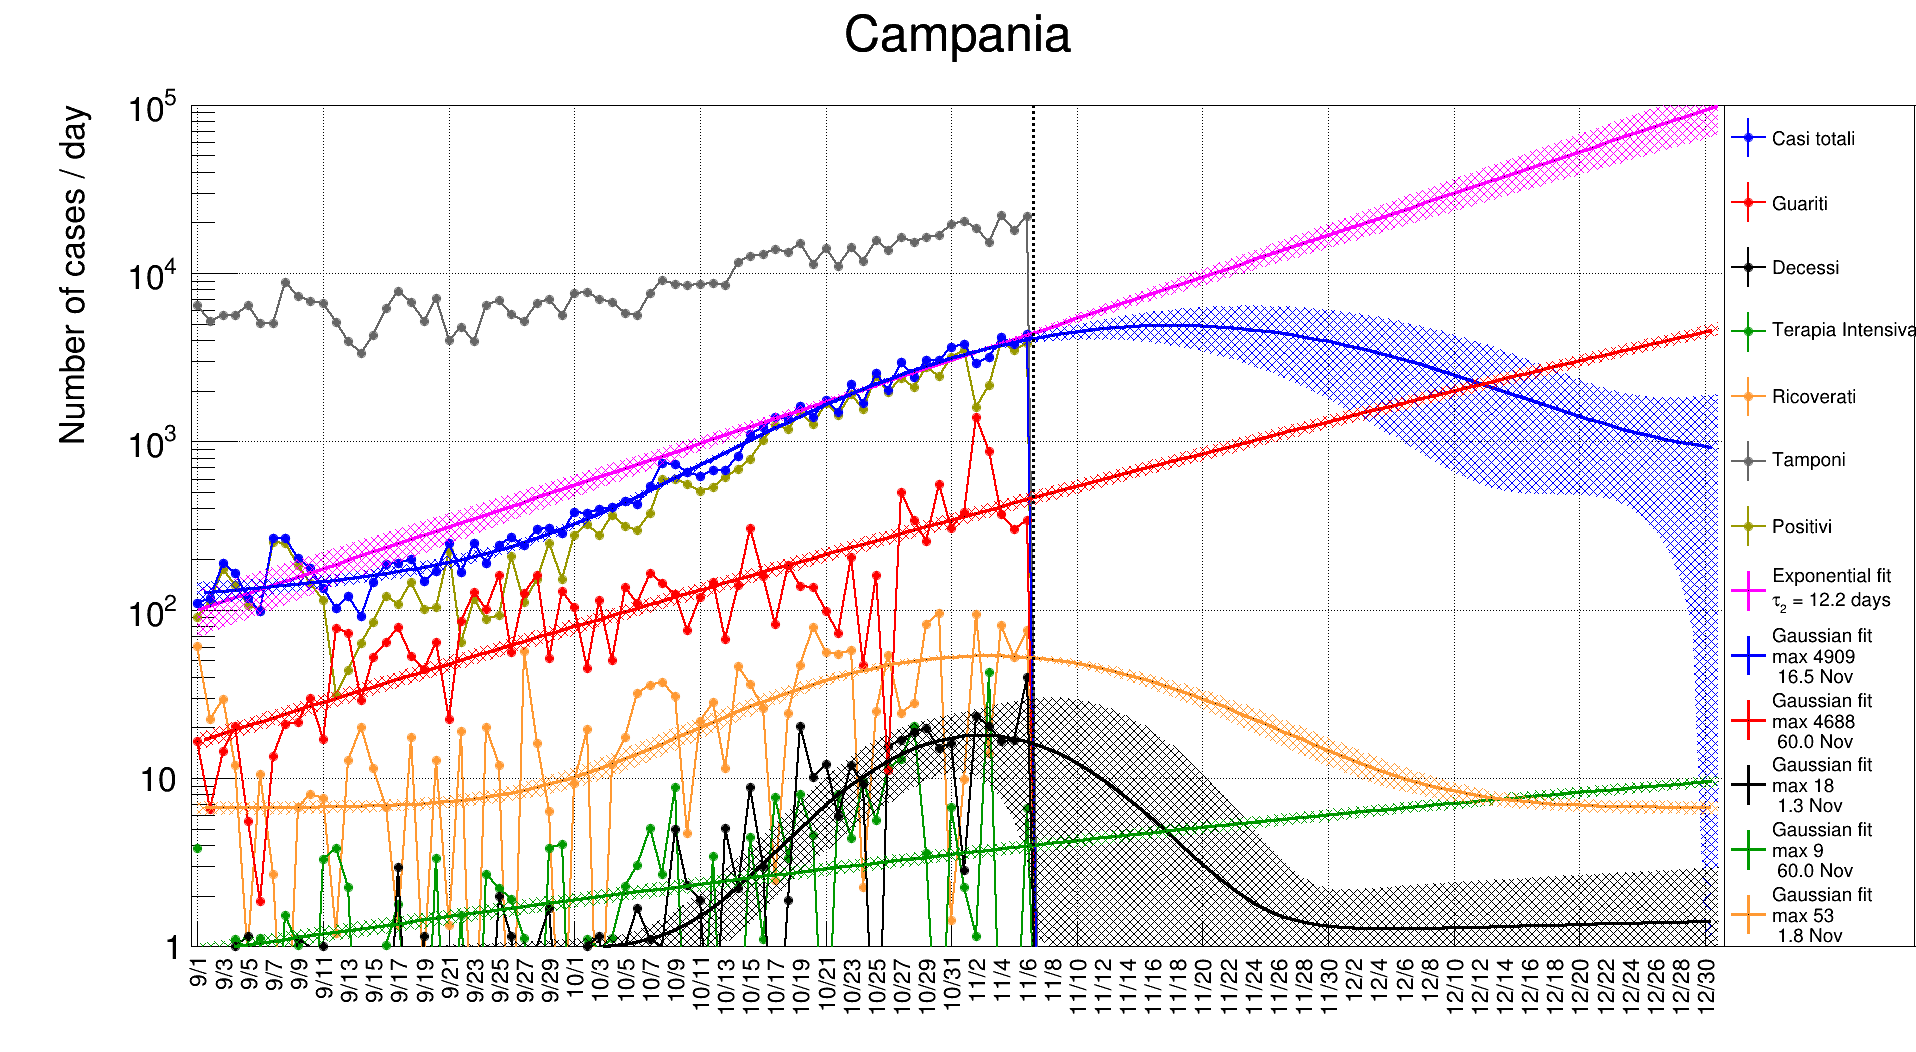 Campania
Number of cases / day
10^5
10^4
10^3
10^2
10
1
9/1
9/3
9/5
9/7
9/9
9/11
9/13
9/15
9/17
9/19
9/21
9/23
9/25
9/27
9/29
10/1
10/3
10/5
10/7
10/9
10/11
10/13
10/15
10/17
10/19
10/21
10/23
10/25
10/27
10/29
10/31
11/2
11/4
11/6
11/8
11/10
11/12
11/14
11/16
11/18
11/20
11/22
11/24
11/26
11/28
11/30
12/2
12/4
12/6
12/8
12/10
12/12
12/14
12/16
12/18
12/20
12/22
12/24
12/26
12/28
12/30
Casi totali
Guariti
Decessi
Terapia Intensiva
Ricoverati
Tamponi
Positivi
Exponential fit
τ2 = 12.2 days
Gaussian fit
max 4909
16.5 Nov
Gaussian fit
max 4688
60.0 Nov
Gaussian fit
max 18
1.3 Nov
Gaussian fit
max 9
60.0 Nov
Gaussian fit
max 53
1.8 Nov